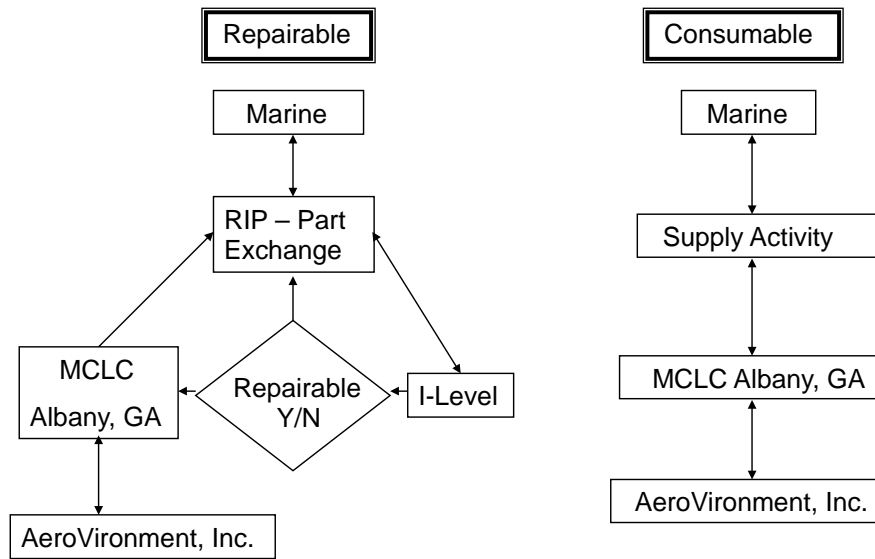 Repairable
Marine
RIP – Part
Exchange
MCLC
Albany, GA
Repairable
Y/N
I-Level
AeroVironment, Inc.
Consumable
Marine
Supply Activity
MCLC Albany, GA
AeroVironment, Inc.